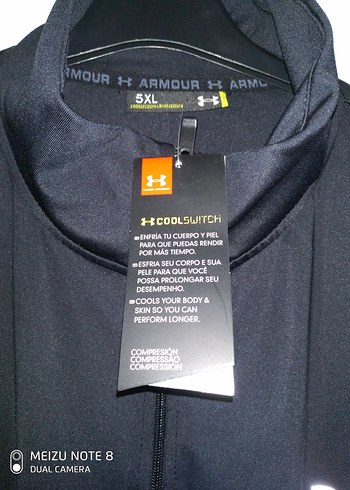 ARMOUR ARMOUR ARMO
5XL
COOLSWITCH
ENFRÍA TU CUERPO Y PIEL
PARA QUE PUEDAS RENDIR
POR MÁS TIEMPO.
ESFRIA SEU CORPO E SUA
PELE PARA QUE VOCÊ
POSSA PROLONGAR SEU
DESEMPENHO.
COOLS YOUR BODY &
SKIN SO YOU CAN
PERFORM LONGER.
COMPRESIÓN
COMPRESSÃO
COMPRESSION
MEIZU NOTE 8
DUAL CAMERA